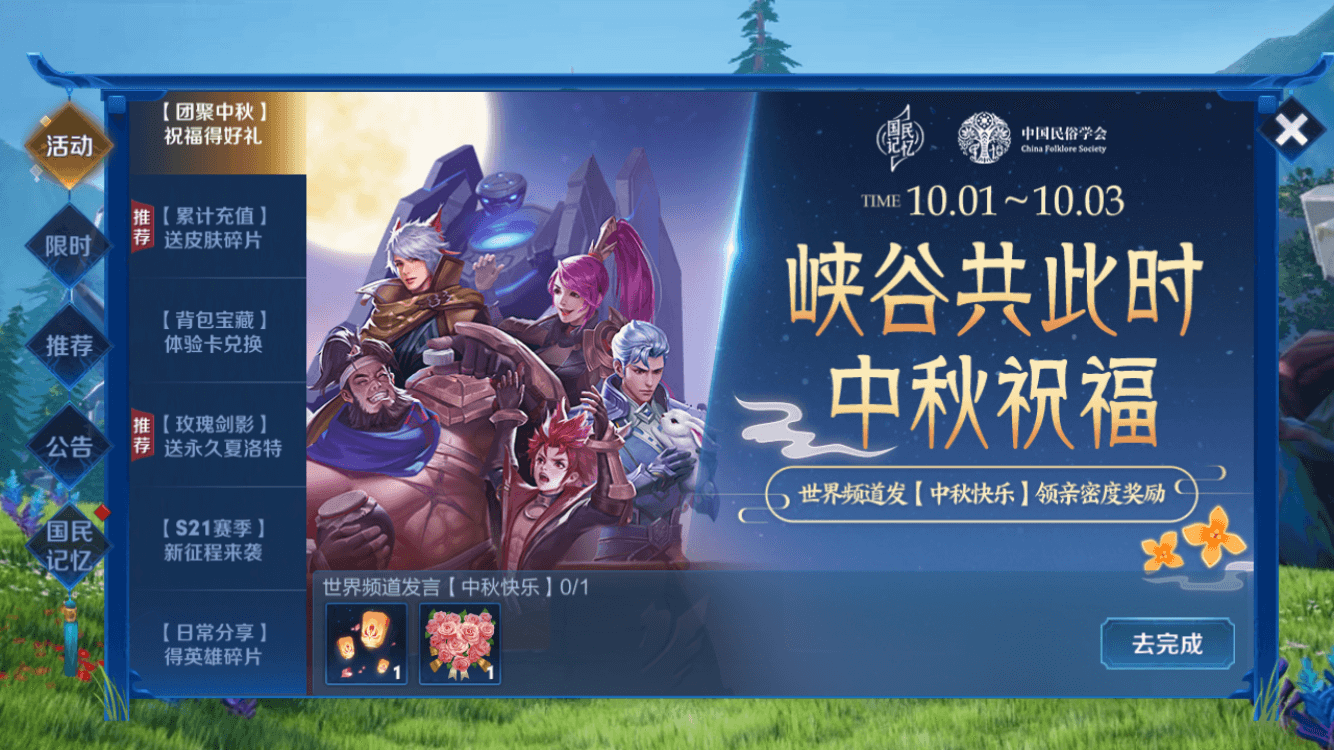 活动
限时
推荐
公告
国民
记忆
【团聚中秋】
祝福得好礼
推荐
【累计充值】
送皮肤碎片
【背包宝藏】
体验卡兑换
推荐
【玫瑰剑影】
送永久夏洛特
【S21赛季】
新征程来袭
【日常分享】
得英雄碎片
国民
记忆
中国民俗学会
China Folklore Society
TIME 10.01~10.03
峡谷共此时
中秋祝福
世界频道发【中秋快乐】领亲密度奖励
世界频道发言【中秋快乐】0/1
1
1
去完成